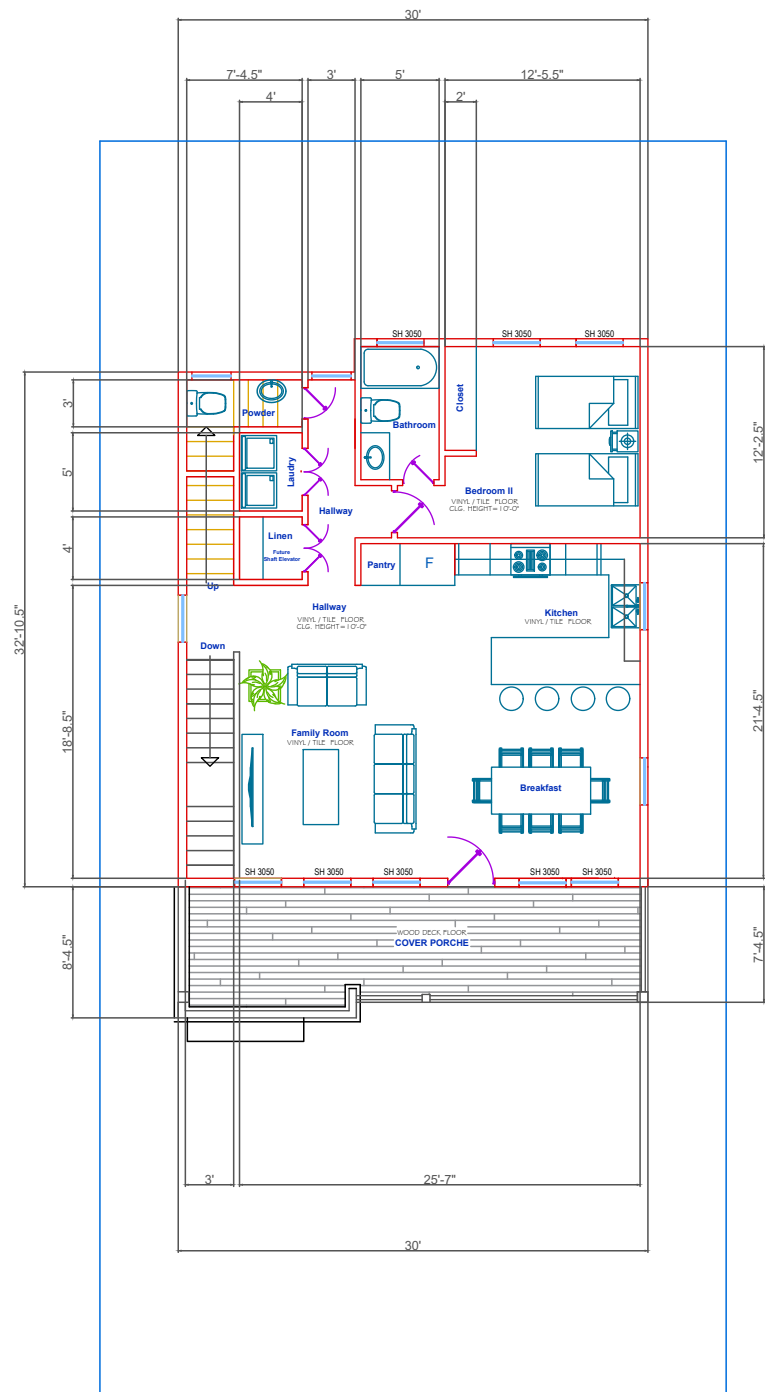 30'
7'-4.5"
3'
5'
12'-5.5"
4'
2'
SH 3050
SH 3050
SH 3050
3'
Powder
Closet
Bathroom
12'-2.5"
5'
Laudry
Bedroom II
VINYL / TILE FLOOR
CLG. HEIGHT=10'-0"
Hallway
4'
Linen
Future
Shaft Elevator
Pantry
F
Up
Hallway
VINYL / TILE FLOOR
CLG. HEIGHT=10'-0"
Kitchen
VINYL / TILE FLOOR
32'-10.5"
Down
18'-8.5"
21'-4.5"
Family Room
VINYL / TILE FLOOR
Breakfast
SH 3050
SH 3050
SH 3050
SH 3050
SH 3050
8'-4.5"
WOOD DECK FLOOR
COVER PORCHE
7'-4.5"
3'
25'-7"
30'